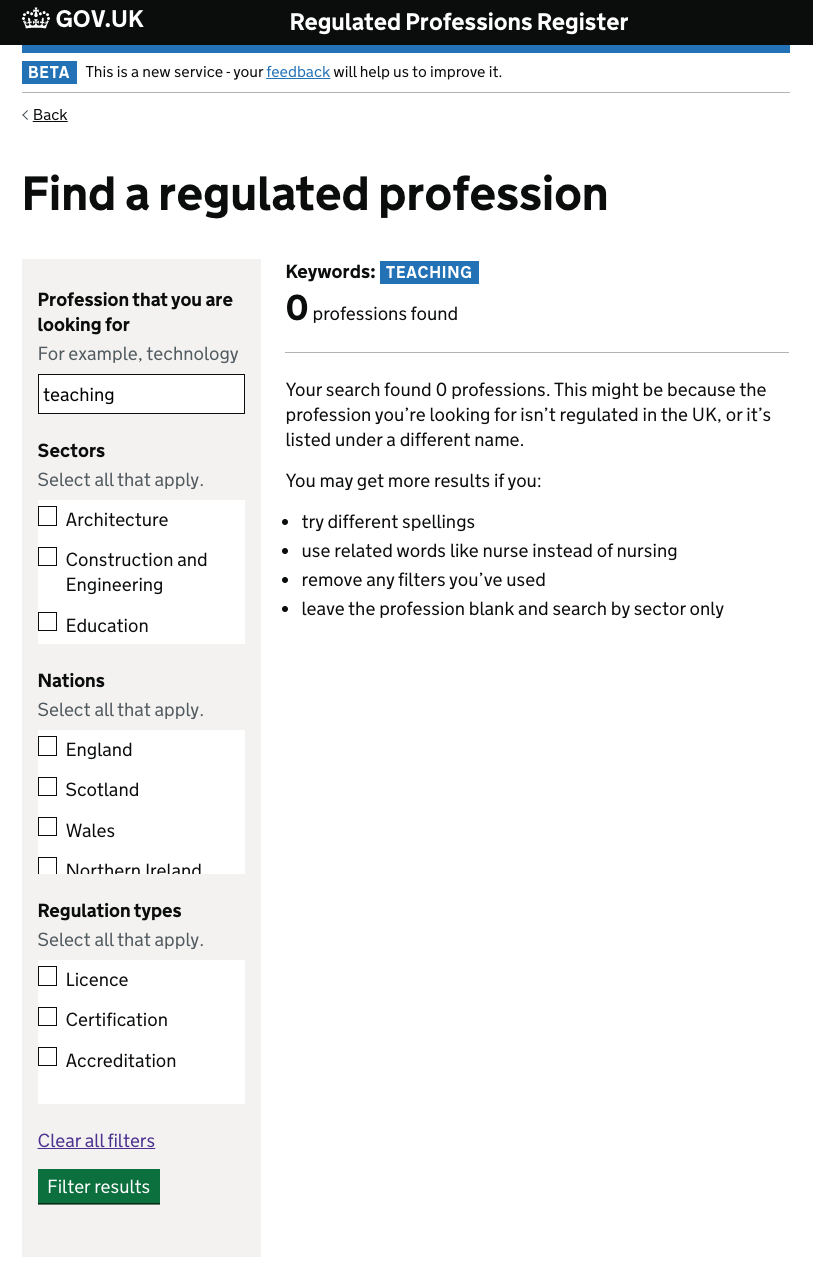 GOV.UK
Regulated Professions Register
BETA This is a new service - your feedback will help us to improve it.
Back
Find a regulated profession
Profession that you are
looking for
For example, technology
teaching
Sectors
Select all that apply.
Architecture
Construction and
Engineering
Education
Nations
Select all that apply.
England
Scotland
Wales
Northern Ireland
Regulation types
Select all that apply.
Licence
Certification
Accreditation
Clear all filters
Filter results
Keywords: TEACHING
0 professions found
Your search found 0 professions. This might be because the
profession you’re looking for isn’t regulated in the UK, or it’s
listed under a different name.
You may get more results if you:
• try different spellings
• use related words like nurse instead of nursing
• remove any filters you’ve used
• leave the profession blank and search by sector only